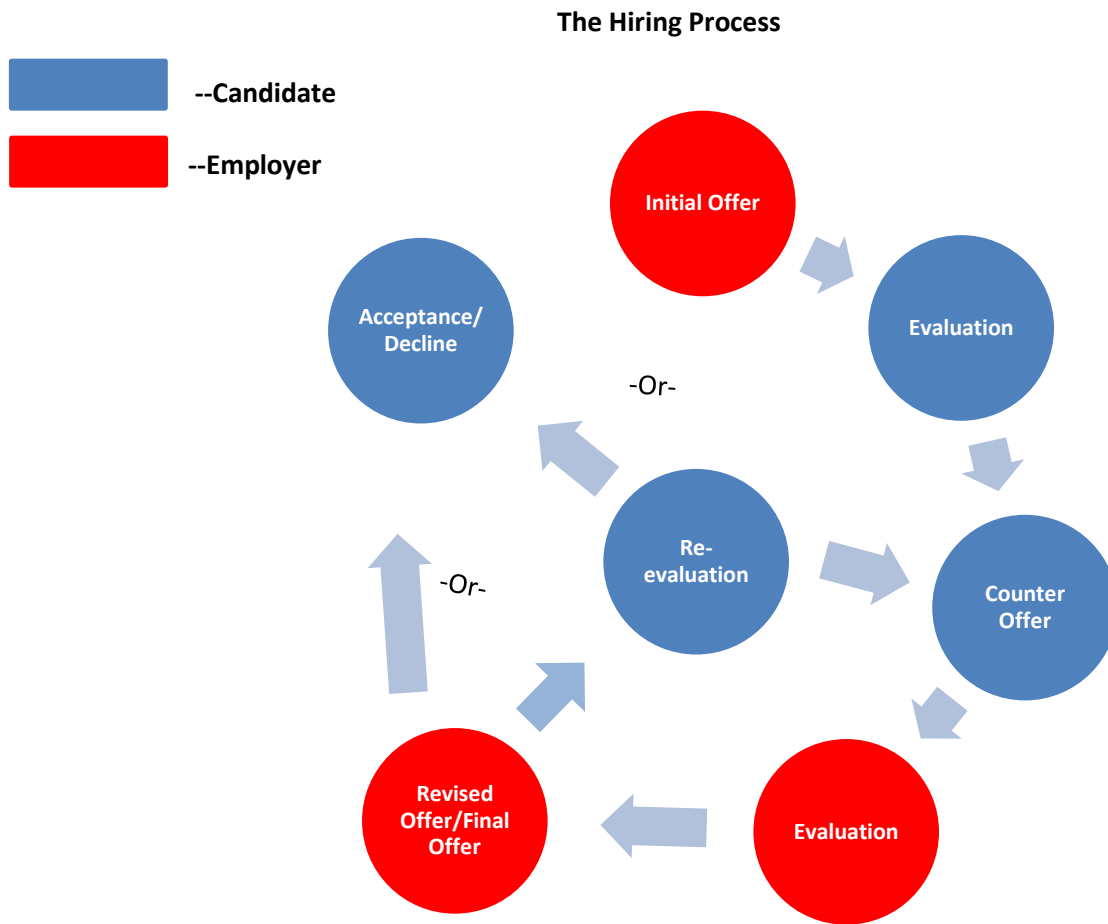 The Hiring Process
--Candidate
--Employer
Initial Offer
Evaluation
Acceptance/
Decline
-Or-
Re-
evaluation
Counter
Offer
-Or-
Revised
Offer/Final
Offer
Evaluation